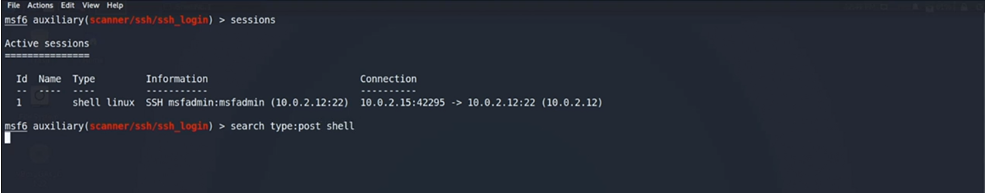 File Actions Edit View Help
msf6 auxiliary(scanner/ssh/ssh_login) > sessions
Active sessions
===============
Id Name Type Information Connection
-- ---- ---- ----------- ----------
1 shell linux SSH msfadmin:msfadmin (10.0.2.12:22) 10.0.2.15:42295 -> 10.0.2.12:22 (10.0.2.12)
msf6 auxiliary(scanner/ssh/ssh_login) > search type:post shell